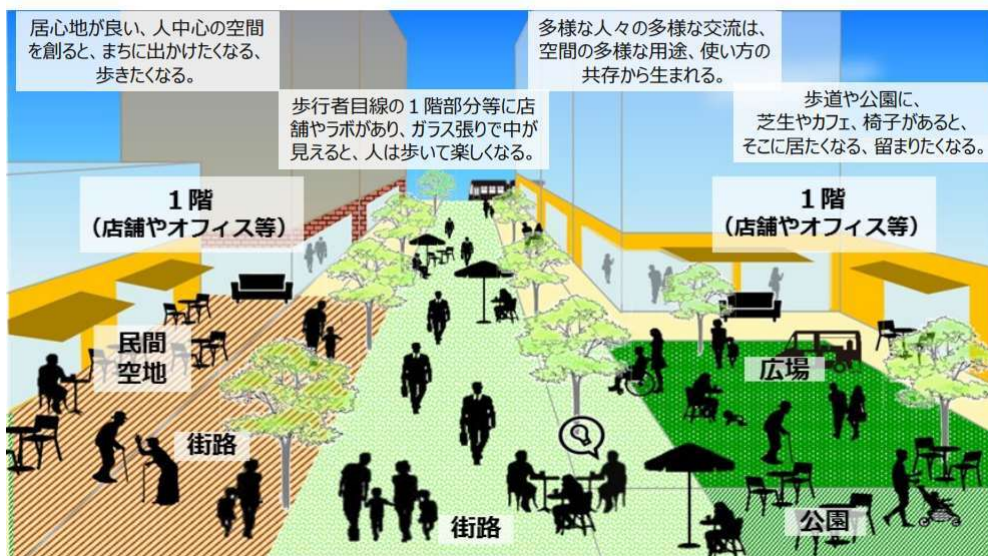 居心地が良い、人中心の空間
を創ると、まちに出かけたくなる、
歩きたくなる。
多様な人々の多様な交流は、
空間の多様な用途、使い方の
共存から生まれる。
歩行者目線の１階部分等に店
舗やラボがあり、ガラス張りで中が
見えると、人は歩いて楽しくなる。
歩道や公園に、
芝生やカフェ、椅子があると、
そこに居たくなる、留まりたくなる。
１階
（店舗やオフィス等）
１階
（店舗やオフィス等）
民間
空地
広場
街路
街路
公園